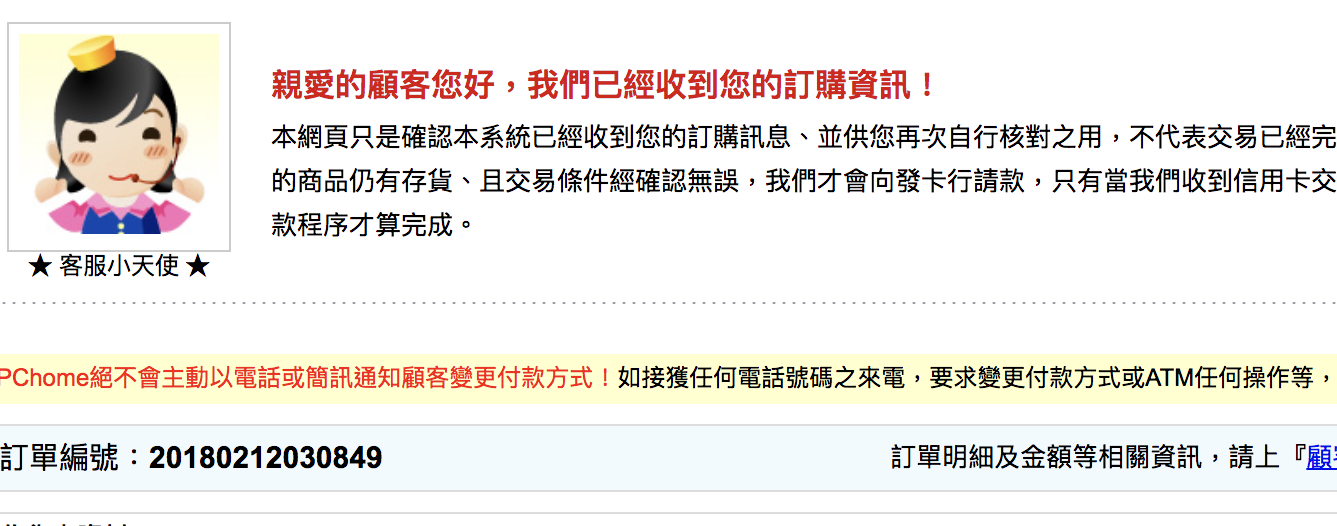 親愛的顧客您好，我們已經收到您的訂購資訊！
本網頁只是確認本系統已經收到您的訂購訊息、並供您再次自行核對之用，不代表交易已經完
的商品仍有存貨、且交易條件經確認無誤，我們才會向發卡行請款，只有當我們收到信用卡交
款程序才算完成。
★ 客服小天使 ★
PChome絕不會主動以電話或簡訊通知顧客變更付款方式！如接獲任何電話號碼之來電，要求變更付款方式或ATM任何操作等，
訂單編號：20180212030849
訂單明細及金額等相關資訊，請上『顧